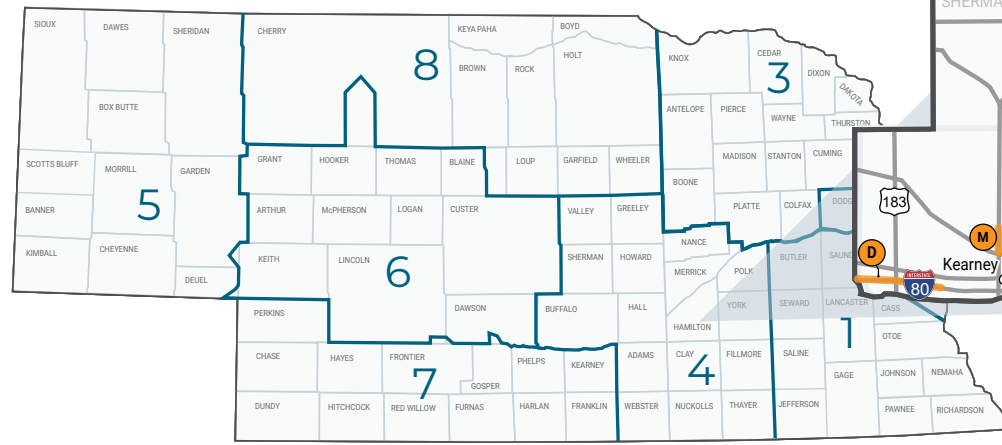 SHERMA
SIOUX
DAWES
SHERIDAN
CHERRY
KEYA PAHA
BOYD
8
BROWN
ROCK
HOLT
KNOX
CEDAR
3
DIXON
DAKOTA
BOX BUTTE
ANTELOPE
PIERCE
WAYNE
THURSTON
SCOTTS BLUFF
MORRILL
GARDEN
GRANT
HOOKER
THOMAS
BLAINE
LOUP
GARFIELD
WHEELER
MADISON
STANTON
CUMING
BOONE
183
5
BANNER
ARTHUR
McPHERSON
LOGAN
CUSTER
VALLEY
GREELEY
PLATTE
COLFAX
DODG
M
NANCE
D
KIMBALL
CHEYENNE
KEITH
LINCOLN
6
SHERMAN
HOWARD
MERRICK
POLK
BUTLER
SAUN
Kearney
INTERSTATE
80
DEUEL
PERKINS
DAWSON
BUFFALO
HALL
HAMILTON
YORK
SEWARD
LANCASTER
CASS
1
OTOE
CHASE
HAYES
FRONTIER
7
GOSPER
PHELPS
KEARNEY
ADAMS
CLAY
4
FILLMORE
SALINE
GAGE
JOHNSON
NEMAHA
DUNDY
HITCHCOCK
RED WILLOW
FURNAS
HARLAN
FRANKLIN
WEBSTER
NUCKOLLS
THAYER
JEFFERSON
PAWNEE
RICHARDSON